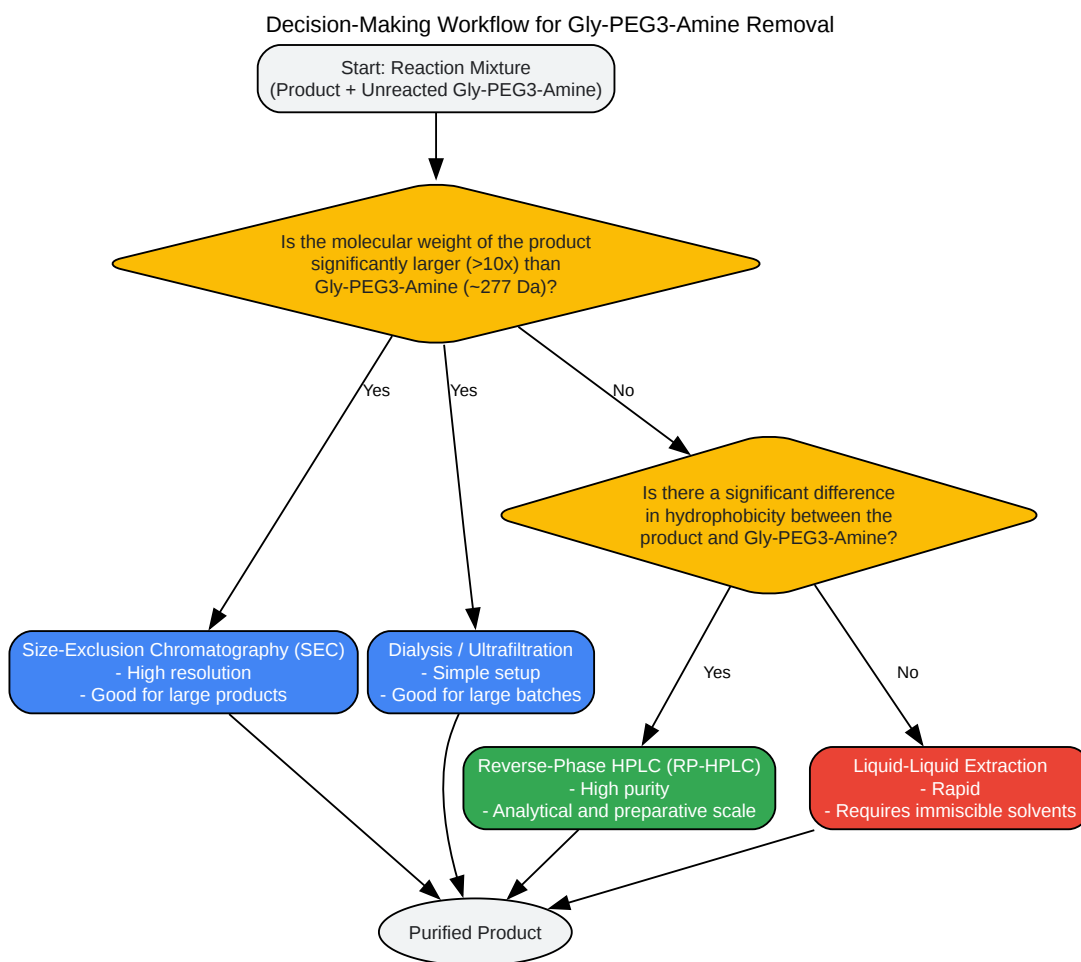 Decision-Making Workflow for Gly-PEG3-Amine Removal
Start: Reaction Mixture
(Product + Unreacted Gly-PEG3-Amine)
Is the molecular weight of the product
significantly larger (>10x) than
Gly-PEG3-Amine (~277 Da)?
Yes
Yes
No
Is there a significant difference
in hydrophobicity between the
product and Gly-PEG3-Amine?
Size-Exclusion Chromatography (SEC)
- High resolution
- Good for large products
Dialysis / Ultrafiltration
- Simple setup
- Good for large batches
Yes
No
Reverse-Phase HPLC (RP-HPLC)
- High purity
- Analytical and preparative scale
Liquid-Liquid Extraction
- Rapid
- Requires immiscible solvents
Purified Product